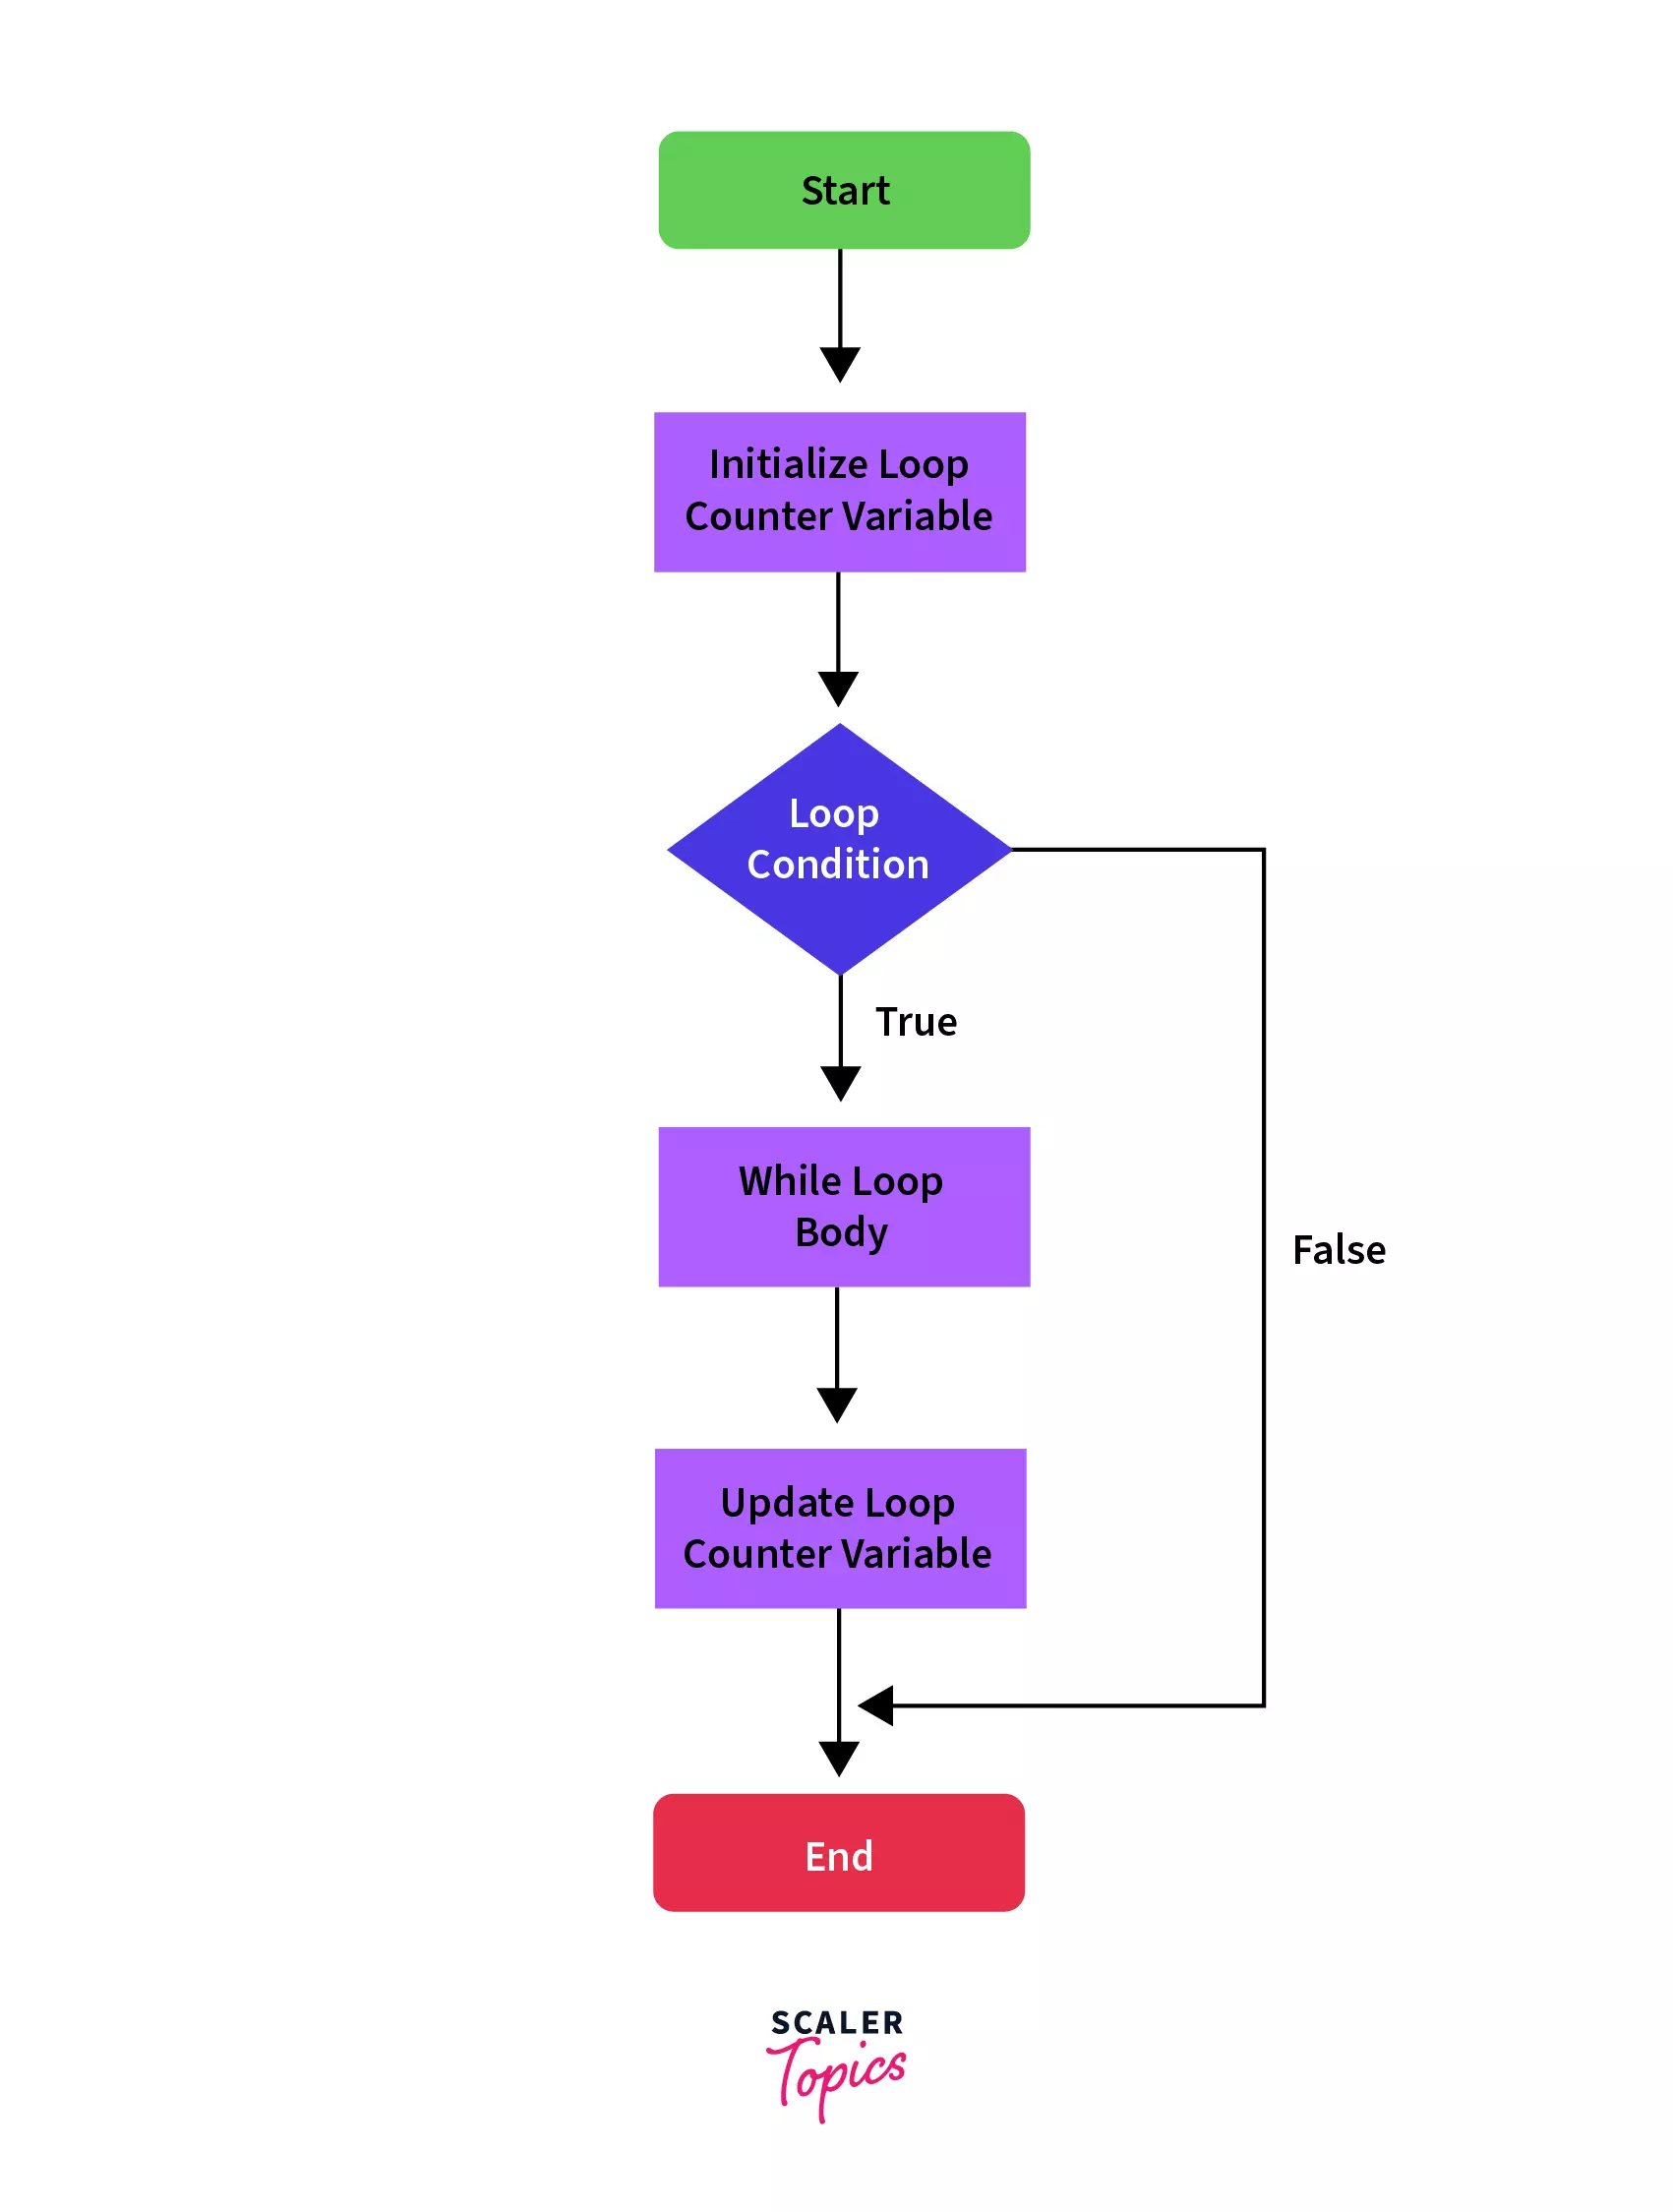 Start
Initialize Loop
Counter Variable
Loop
Condition
True
While Loop
Body
False
Update Loop
Counter Variable
End
SCALER
Topics